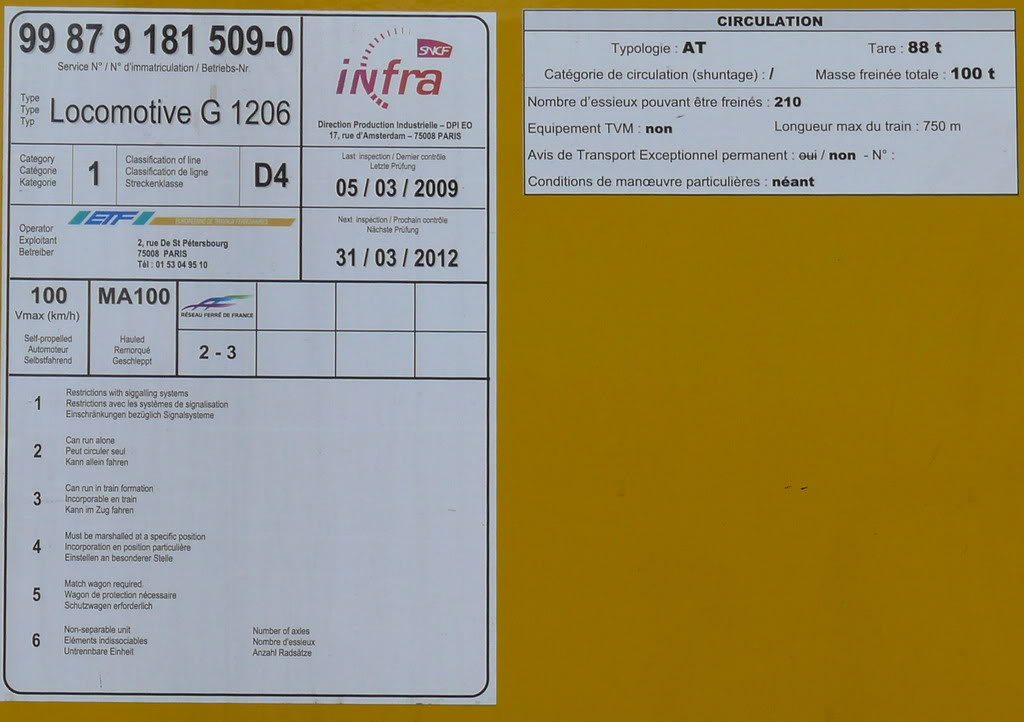 99 87 9 181 509-0
Service N° / N° d'immatriculation / Betriebs-Nr.
Type
Type
Typ
Locomotive G 1206
SNCF
infra
Direction Production Industrielle – DPI EO
17, rue d'Amsterdam – 75008 PARIS
Category
Catégorie
Kategorie
1
Classification of line
Classification de ligne
Streckenklasse
D4
Last inspection / Dernier contrôle
Letzte Prüfung
05 / 03 / 2009
Operator
Exploitant
Betreiber
ETF
EUROPEENNE DE TRAVAUX FERROVIAIRES
2, rue De St Pétersbourg
75008 PARIS
Tél : 01 53 04 95 10
Next inspection / Prochain contrôle
Nächste Prüfung
31 / 03 / 2012
100
Vmax (km/h)
Self-propelled
Automoteur
Selbstfahrend
MA100
Hauled
Remorqué
Geschleppt
RÉSEAU FERRÉ DE FRANCE
2 - 3
1
Restrictions with signalling systems
Restrictions avec les systèmes de signalisation
Einschränkungen bezüglich Signalsysteme
2
Can run alone
Peut circuler seul
Kann allein fahren
3
Can run in train formation
Incorporable en train
Kann im Zug fahren
4
Must be marshalled at a specific position
Incorporation en position particulière
Einstellen an besonderer Stelle
5
Match wagon required.
Wagon de protection nécessaire
Schutzwagen erforderlich
6
Non-separable unit
Eléments indissociables
Untrennbare Einheit
Number of axles
Nombre d'essieux
Anzahl Radsätze
CIRCULATION
Typologie : AT Tare : 88 t
Catégorie de circulation (shuntage) : / Masse freinée totale : 100 t
Nombre d'essieux pouvant être freinés : 210
Equipement TVM : non Longueur max du train : 750 m
Avis de Transport Exceptionnel permanent : oui / non - N° :
Conditions de manœuvre particulières : néant